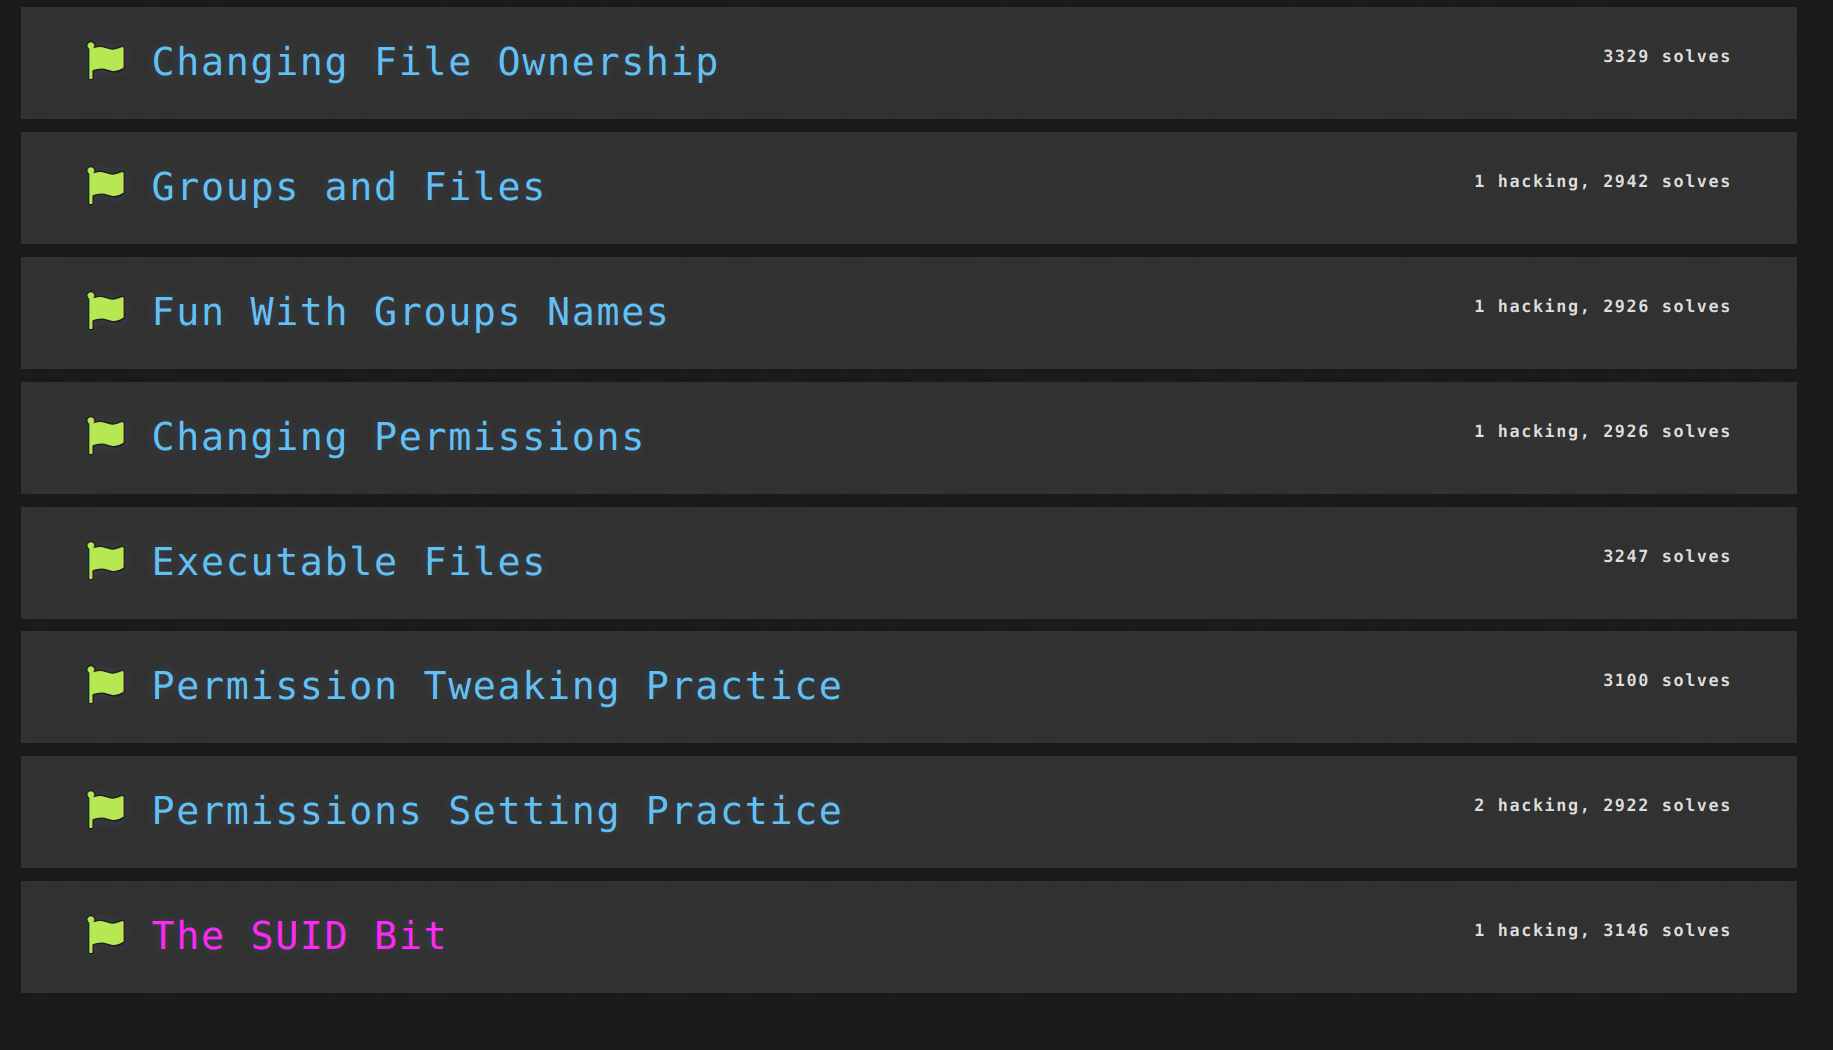 Changing File Ownership 3329 solves
Groups and Files 1 hacking, 2942 solves
Fun With Groups Names 1 hacking, 2926 solves
Changing Permissions 1 hacking, 2926 solves
Executable Files 3247 solves
Permission Tweaking Practice 3100 solves
Permissions Setting Practice 2 hacking, 2922 solves
The SUID Bit 1 hacking, 3146 solves